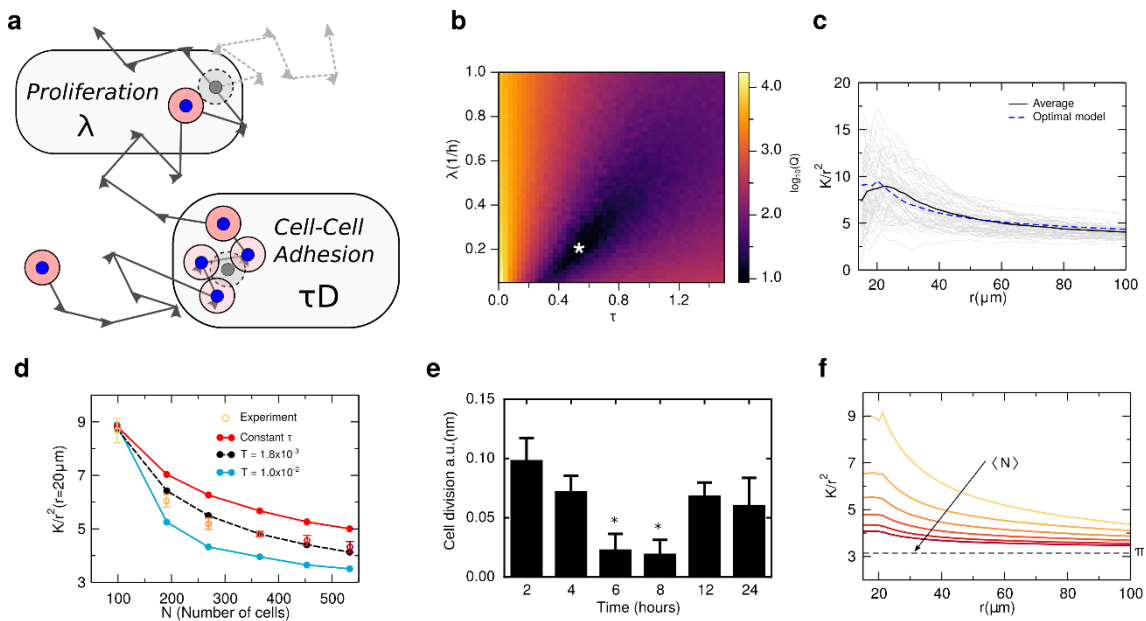 a
Proliferation
λ
Cell-Cell
Adhesion
τD
b
1.0
0.8
0.6
0.4
0.2
λ(1/h)
0.0
0.4
0.8
1.2
τ
4.0
3.0
2.0
1.0
log₁₀(Q)
c
20
15
10
5
0
K/r²
Average
Optimal model
20
40
60
80
100
r(μm)
d
9
7
5
3
K/r²(r=20μm)
Experiment
Constant τ
T = 1.8x10⁻³
T = 1.0x10⁻²
100
200
300
400
500
N (Number of cells)
e
0.15
0.10
0.05
0.00
Cell division a.u.(nm)
*
*
2
4
6
8
12
24
Time (hours)
f
9
7
5
3
K/r²
⟨N⟩
π
20
40
60
80
100
r(μm)